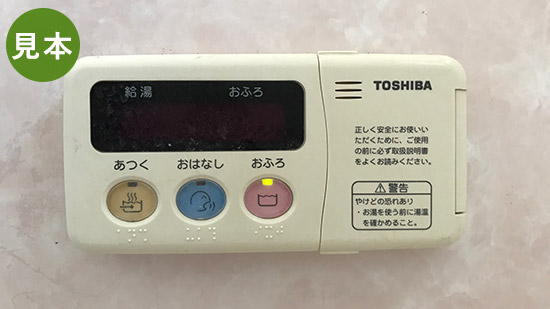 見本
給湯 おふろ
TOSHIBA
正しく安全にお使いい
ただくために、ご使用
の前に必ず取扱説明書
をよくお読みください。
あつく おはなし おふろ
⚠警告
やけどの恐れあり
・お湯を使う前に湯温
を確かめること。